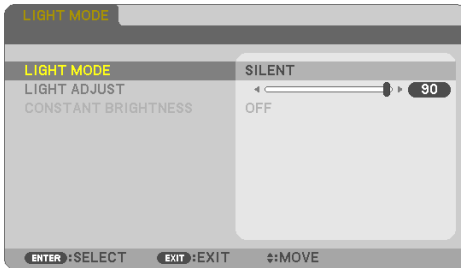 LIGHT MODE
LIGHT MODE SILENT
LIGHT ADJUST 90
CONSTANT BRIGHTNESS OFF
ENTER :SELECT EXIT :EXIT :MOVE